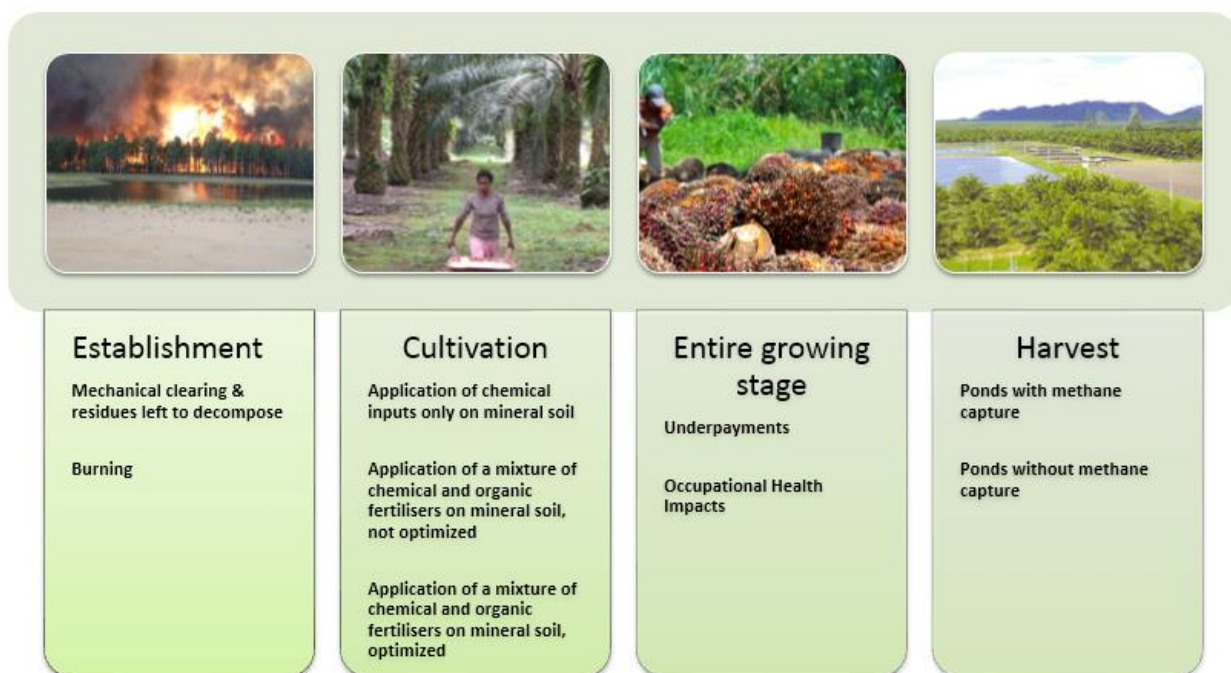 Establishment
Mechanical clearing &
residues left to decompose
Burning
Cultivation
Application of chemical
inputs only on mineral soil
Application of a mixture of
chemical and organic
fertilisers on mineral soil,
not optimized
Application of a mixture of
chemical and organic
fertilisers on mineral soil,
optimized
Entire growing
stage
Underpayments
Occupational Health
Impacts
Harvest
Ponds with methane
capture
Ponds without methane
capture